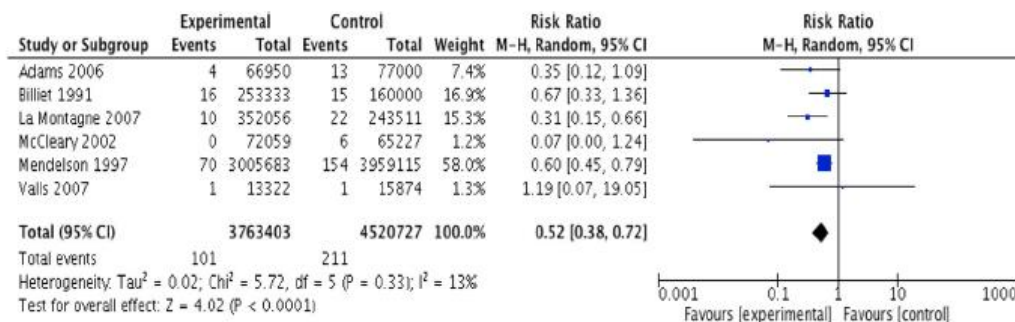 Experimental Control Risk Ratio Risk Ratio
Study or Subgroup Events Total Events Total Weight M-H, Random, 95% CI M-H, Random, 95% CI
Adams 2006 4 66950 13 77000 7.4% 0.35 [0.12, 1.09]
Billiet 1991 16 253333 15 160000 16.9% 0.67 [0.33, 1.36]
La Montagne 2007 10 352056 22 243511 15.3% 0.31 [0.15, 0.66]
McCleary 2002 0 72059 6 65227 1.2% 0.07 [0.00, 1.24]
Mendelson 1997 70 3005683 154 3959115 58.0% 0.60 [0.45, 0.79]
Valls 2007 1 13322 1 15874 1.3% 1.19 [0.07, 19.05]
Total (95% CI) 3763403 4520727 100.0% 0.52 [0.38, 0.72]
Total events 101 211
Heterogeneity: Tau² = 0.02; Chi² = 5.72, df = 5 (P = 0.33); I² = 13%
Test for overall effect: Z = 4.02 (P < 0.0001)
0.001 0.1 1 10 1000
Favours [experimental] Favours [control]